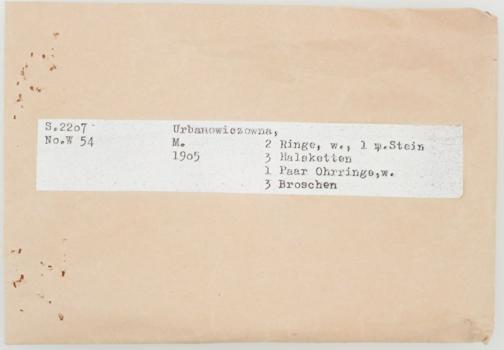 S.2207 Urbanowiczowna,
No.W 54 M. 2 Ringe, w., 1 m.Stein
1905 3 Halsketten
1 Paar Ohrringe,w.
3 Broschen